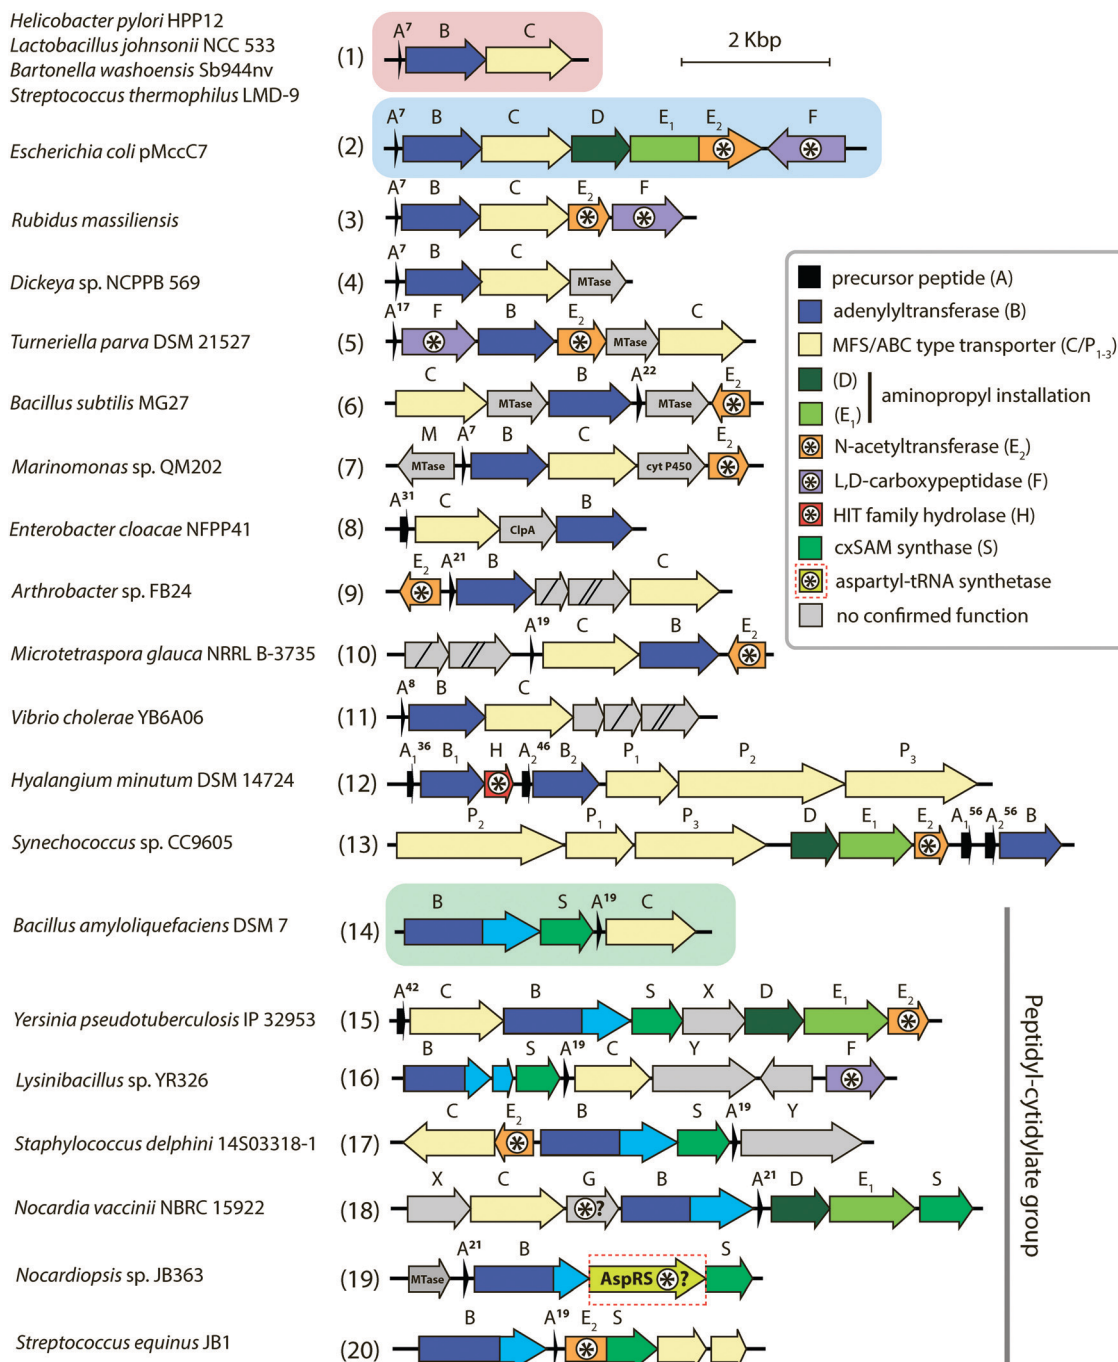 Helicobacter pylori HPP12
Lactobacillus johnsonii NCC 533
Bartonella washoensis Sb944nv
Streptococcus thermophilus LMD-9
(1)
A7 B C
2 Kbp
Escherichia coli pMccC7
(2)
A7 B C D E1 E2 F
Rubidus massiliensis
(3)
A7 B C E2 F
Dickeya sp. NCPPB 569
(4)
A7 B C
MTase
Turneriella parva DSM 21527
(5)
A17 F B E2 C
MTase
Bacillus subtilis MG27
(6)
C B A22 E2
MTase MTase
Marinomonas sp. QM202
(7)
M A7 B C E2
MTase cyt P450
Enterobacter cloacae NFPP41
(8)
A31 C B
ClpA
Arthrobacter sp. FB24
(9)
E2 A21 B C
Microtetraspora glauca NRRL B-3735
(10)
A19 C B E2
Vibrio cholerae YB6A06
(11)
A8 B C
Hyalangium minutum DSM 14724
(12)
A1 36 B1 H A2 46 B2 P1 P2 P3
Synechococcus sp. CC9605
(13)
P2 P1 P3 D E1 E2 A1 56 A2 56 B
precursor peptide (A)
adenylyltransferase (B)
MFS/ABC type transporter (C/P1-3)
(D)
aminopropyl installation
(E1)
N-acetyltransferase (E2)
L,D-carboxypeptidase (F)
HIT family hydrolase (H)
cxSAM synthase (S)
aspartyl-tRNA synthetase
no confirmed function
Bacillus amyloliquefaciens DSM 7
(14)
B S A19 C
Yersinia pseudotuberculosis IP 32953
(15)
A42 C B S X D E1 E2
Lysinibacillus sp. YR326
(16)
B S A19 C Y F
Staphylococcus delphini 14S03318-1
(17)
C E2 B S A19 Y
Nocardia vaccinii NBRC 15922
(18)
X C G B A21 D E1 S
?
Nocardiopsis sp. JB363
(19)
A21 B S
MTase AspRS ?
Streptococcus equinus JB1
(20)
B A19 E2 S
Peptidyl-cytidylate group